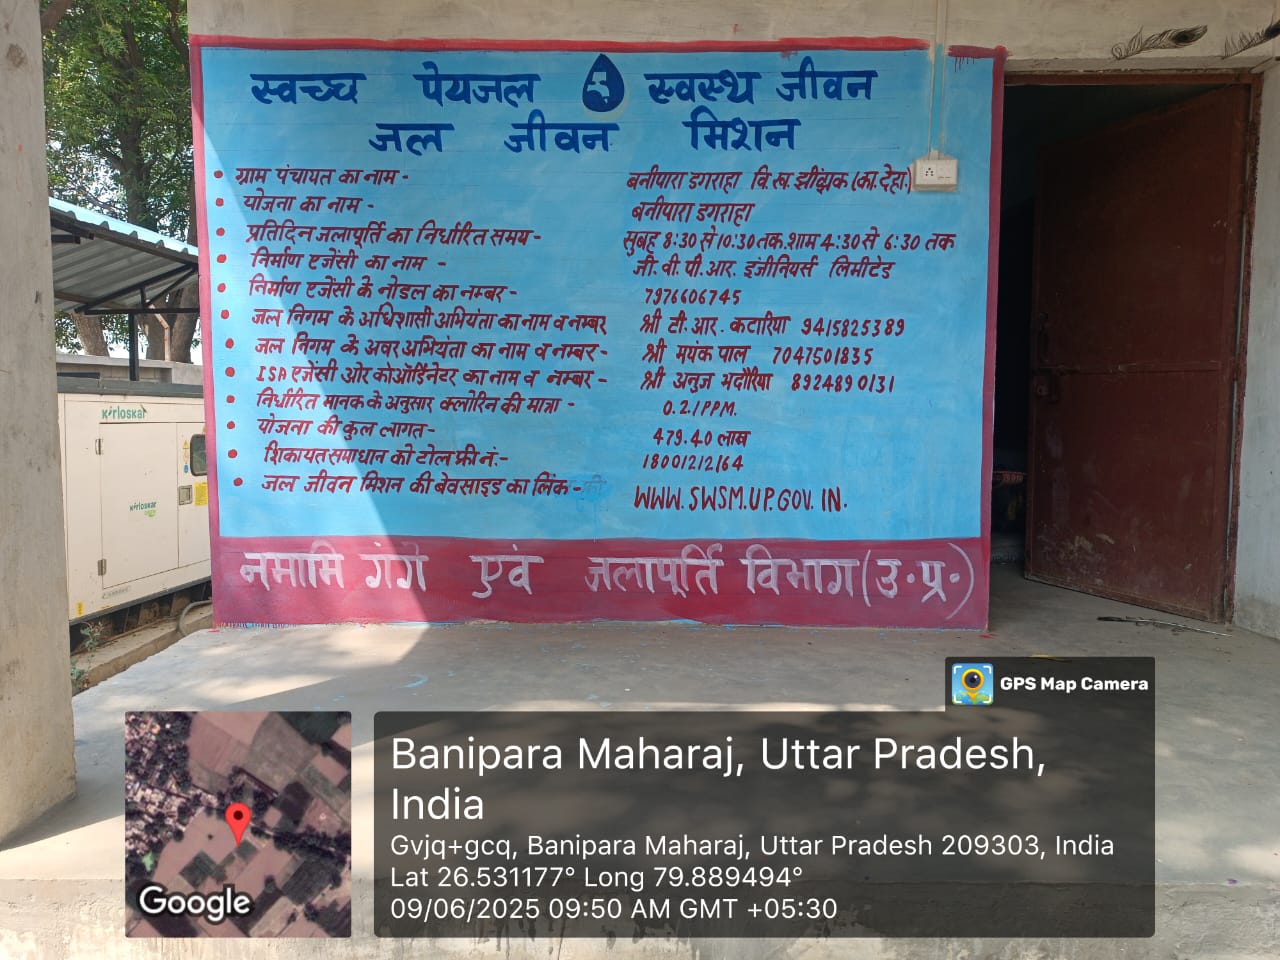 स्वच्छ पेयजल स्वस्थ जीवन
जल जीवन मिशन
• ग्राम पंचायत का नाम - बनीपारा डगराहा वि.ख झींझक (का.देहा.)
• योजना का नाम - बनीपारा डगराहा
• प्रतिदिन जलापूर्ति का निर्धारित समय - सुबह 8:30 से 10:30 तक. शाम 4:30 से 6:30 तक
• निर्माण एजेंसी का नाम - जी. वी. पी. आर. इंजीनियर्स लिमीटेड
• निर्माण एजेंसी के नोडल का नम्बर - 7976606745
• जल निगम के अधिशासी अभियंता का नाम व नम्बर श्री टी. आर. कटारिया 9415825389
• जल निगम के अवर अभियंता का नाम व नम्बर - श्री मयंक पाल 7047501835
• ISA एजेंसी ओर कोऑर्डिनेटर का नाम व नम्बर - श्री अनुज भदौरिया 8924890131
• निर्धारित मानक के अनुसार क्लोरिन की मात्रा - 0.2/PPM.
• योजना की कुल लागत - 479.40 लाख
• शिकायत समाधान को टोल फ्री नं:- 18001212164
• जल जीवन मिशन की बेवसाइड का लिंक - WWW.SWSM.UP.GOV.IN.
नमामि गंगे एवं जलापूर्ति विभाग (उ.प्र.)
Kirloskar
Kirloskar
GPS Map Camera
Banipara Maharaj, Uttar Pradesh,
India
Gvjq+gcq, Banipara Maharaj, Uttar Pradesh 209303, India
Lat 26.531177° Long 79.889494°
09/06/2025 09:50 AM GMT +05:30
Google